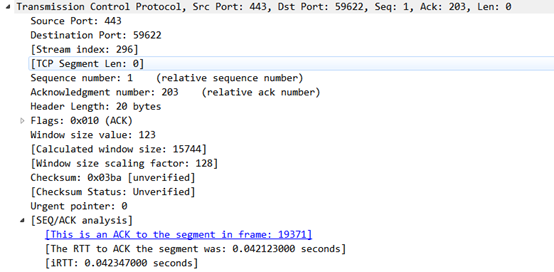 Transmission Control Protocol, Src Port: 443, Dst Port: 59622, Seq: 1, Ack: 203, Len: 0
Source Port: 443
Destination Port: 59622
[Stream index: 296]
[TCP Segment Len: 0]
Sequence number: 1    (relative sequence number)
Acknowledgment number: 203    (relative ack number)
Header Length: 20 bytes
Flags: 0x010 (ACK)
Window size value: 123
[Calculated window size: 15744]
[Window size scaling factor: 128]
Checksum: 0x03ba [unverified]
[Checksum Status: Unverified]
Urgent pointer: 0
[SEQ/ACK analysis]
[This is an ACK to the segment in frame: 19371]
[The RTT to ACK the segment was: 0.042123000 seconds]
[iRTT: 0.042347000 seconds]